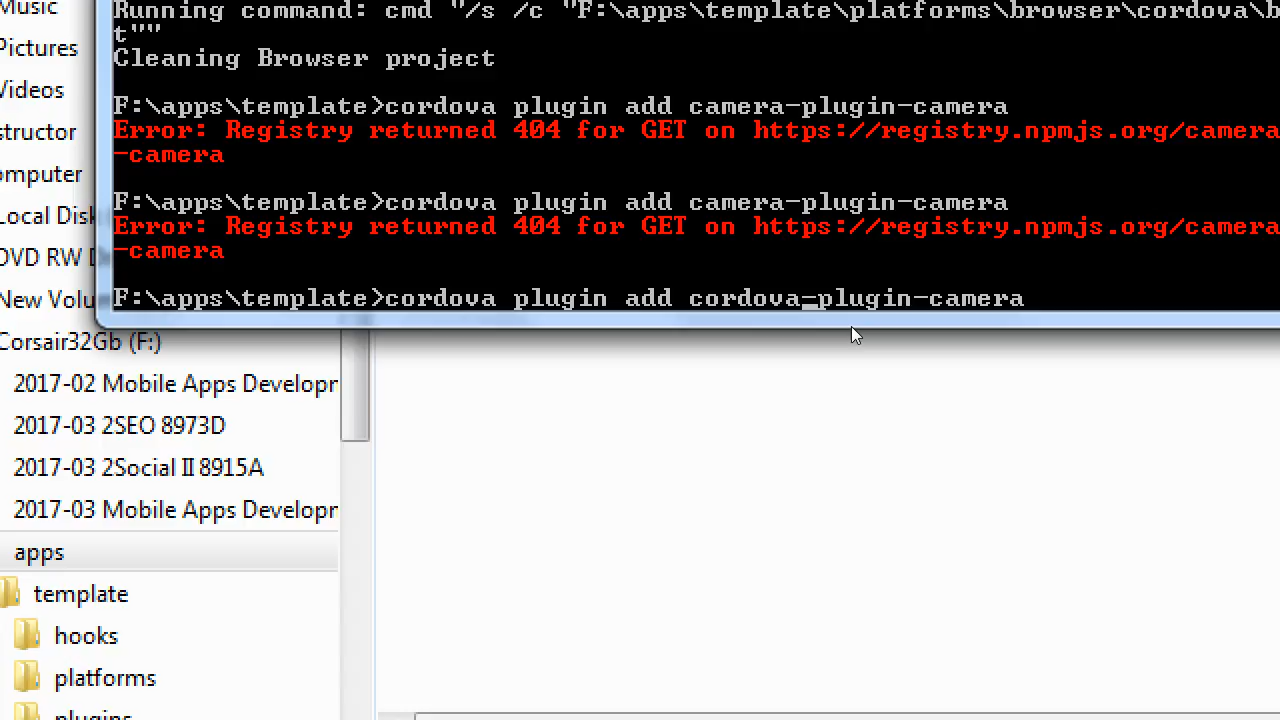 Running command: cmd "/s /c "F:\apps\template\platforms\browser\cordova\b
t""
Cleaning Browser project
F:\apps\template>cordova plugin add camera-plugin-camera
Error: Registry returned 404 for GET on https://registry.npmjs.org/camera
-camera
F:\apps\template>cordova plugin add camera-plugin-camera
Error: Registry returned 404 for GET on https://registry.npmjs.org/camera
-camera
F:\apps\template>cordova plugin add cordova-plugin-camera
Music
Pictures
Videos
structor
omputer
Local Disk
DVD RW D
New Volu
Corsair32Gb (F:)
2017-02 Mobile Apps Developr
2017-03 2SEO 8973D
2017-03 2Social II 8915A
2017-03 Mobile Apps Developr
apps
template
hooks
platforms
plugins